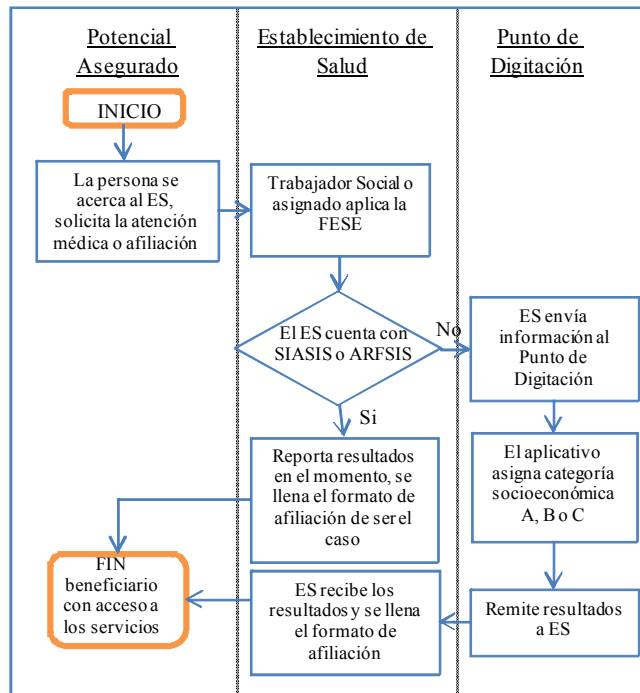 Potencial
Asegurado
Establecimiento de
Salud
Punto de
Digitación
INICIO
La persona se
acerca al ES,
solicita la atención
médica o afiliación
Trabajador Social o
asignado aplica la
FESE
El ES cuenta con
SIASIS o ARFSIS
No
Si
ES envía
información al
Punto de
Digitación
Reporta resultados
en el momento, se
llena el formato de
afiliación de ser el
caso
El aplicativo
asigna categoría
socioeconómica
A, B o C
FIN
beneficiario
con acceso a
los servicios
ES recibe los
resultados y se llena
el formato de
afiliación
Remite resultados
a ES